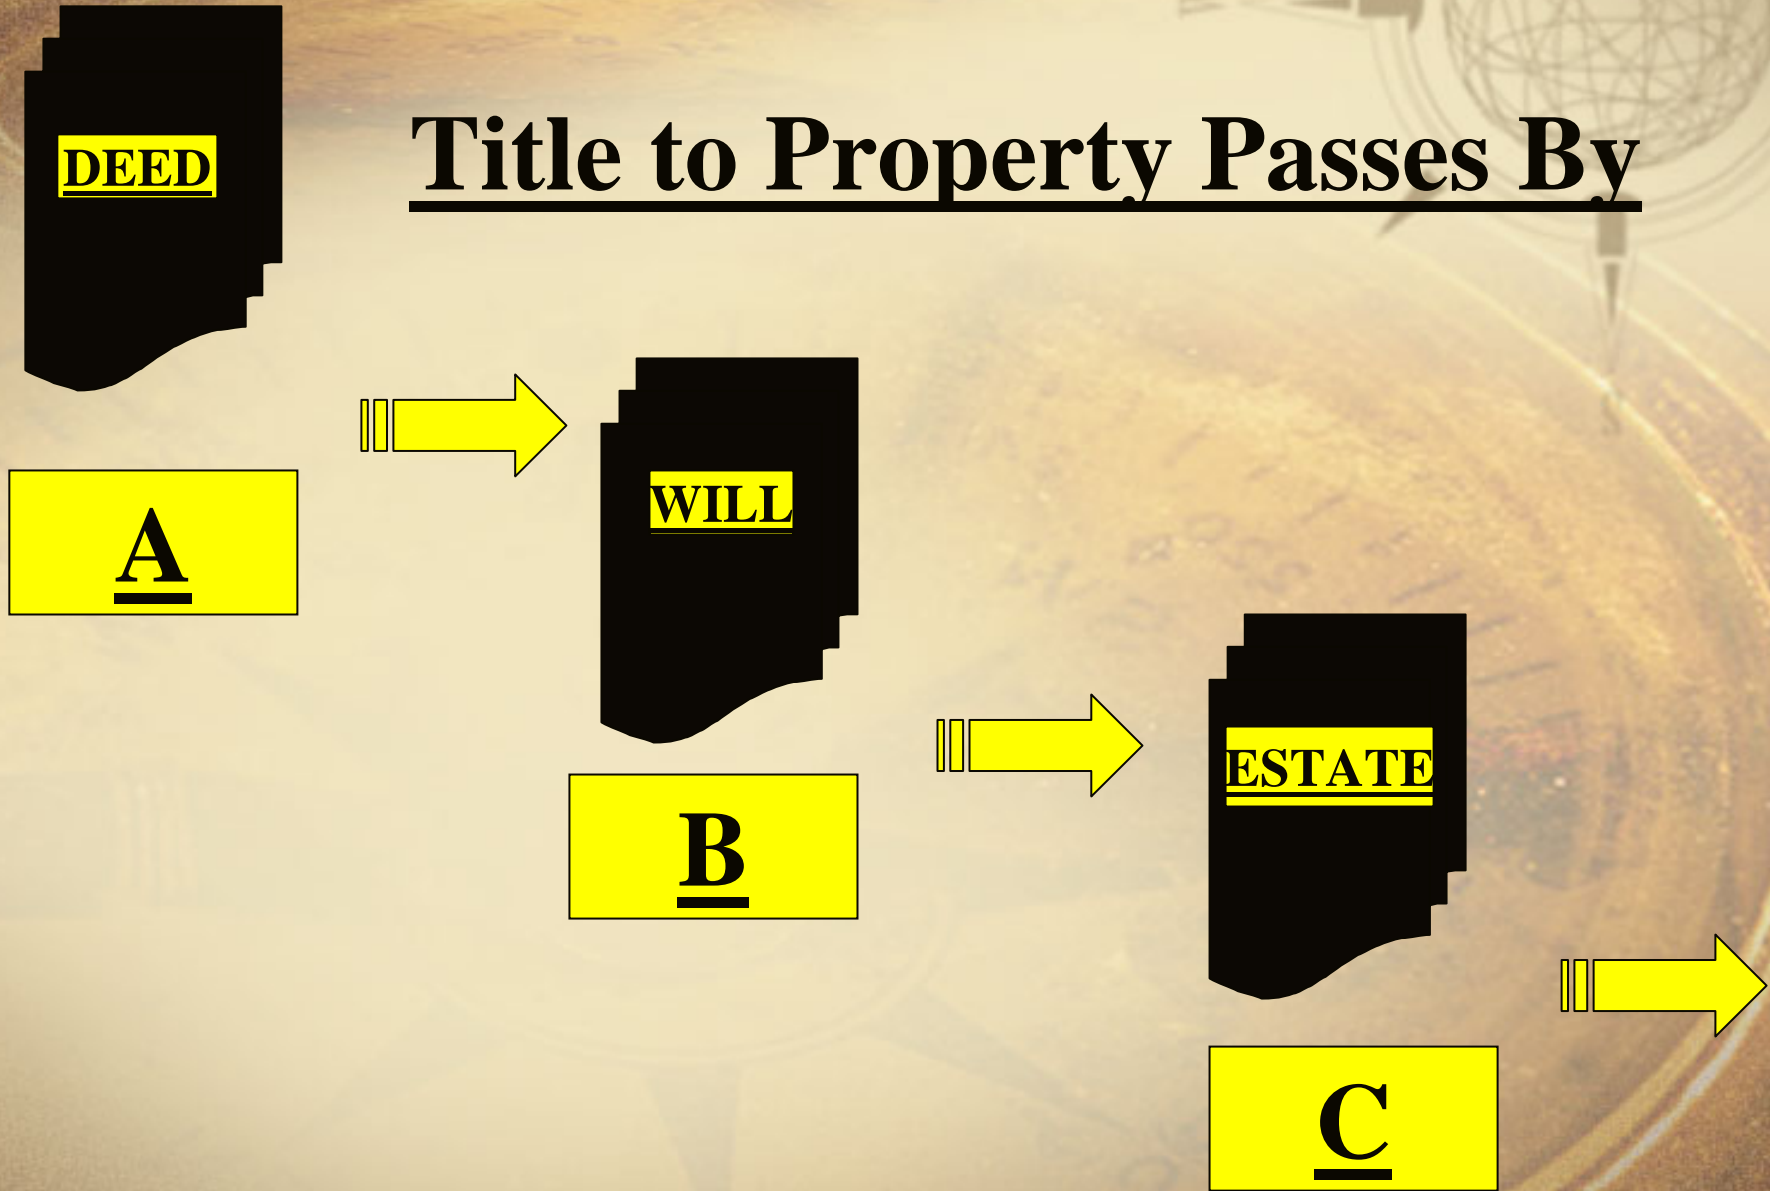 DEED
Title to Property Passes By
A
WILL
B
ESTATE
C